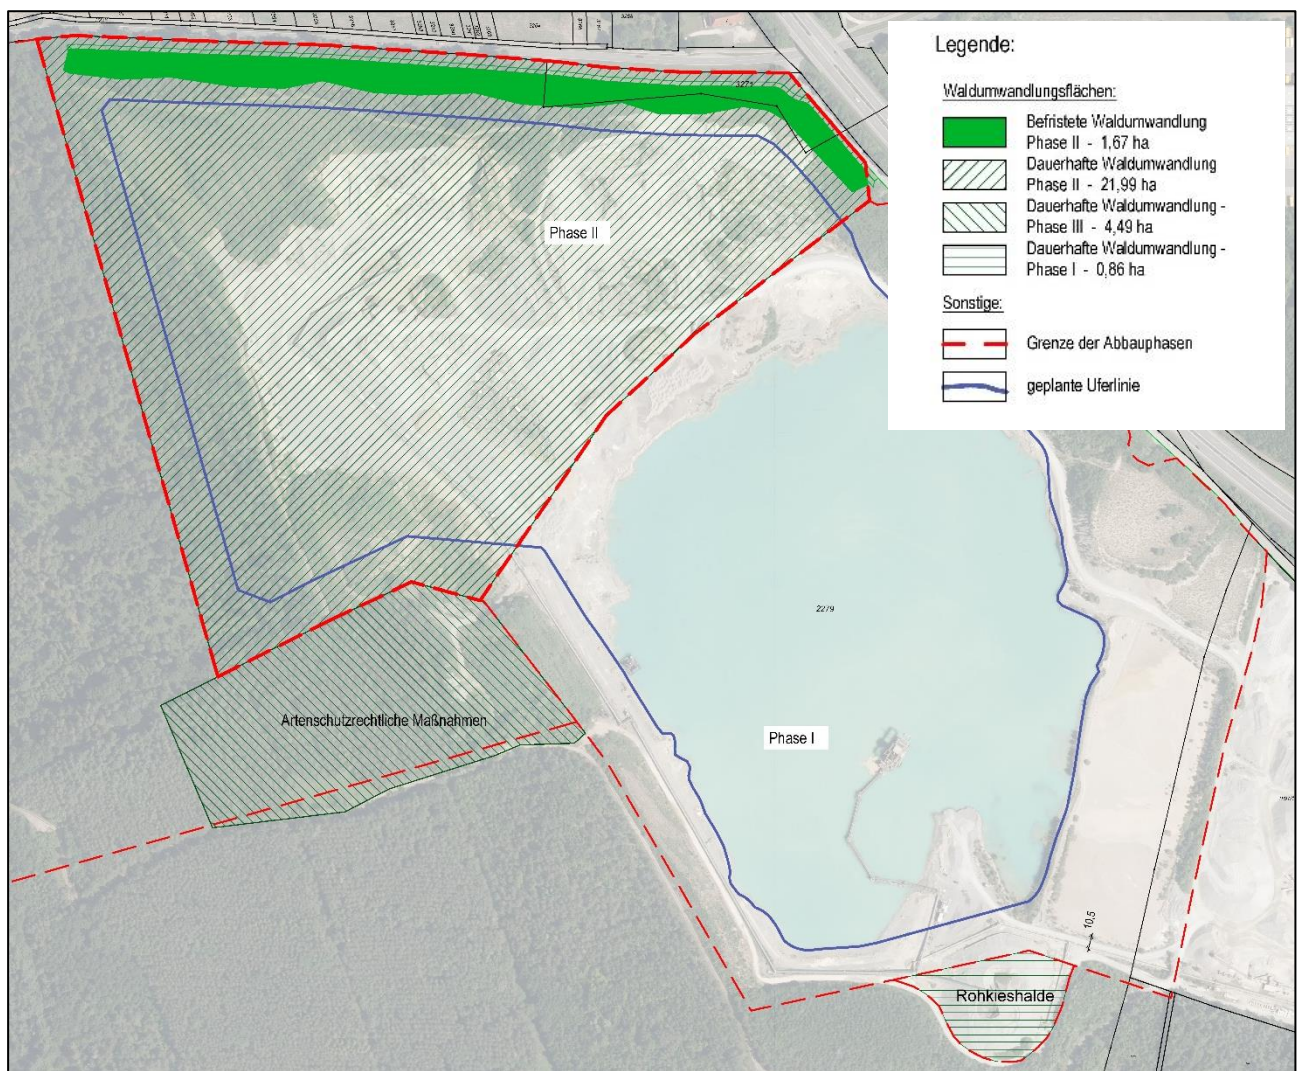 Legende:
Waldumwandlungsflächen:
Befristete Waldumwandlung
Phase II - 1,67 ha
Dauerhafte Waldumwandlung
Phase II - 21,99 ha
Dauerhafte Waldumwandlung -
Phase III - 4,49 ha
Dauerhafte Waldumwandlung -
Phase I - 0,86 ha
Sonstige:
Grenze der Abbauphasen
geplante Uferlinie
Phase II
2279
Artenschutzrechtliche Maßnahmen
Phase I
10,5
Rohkieshalde